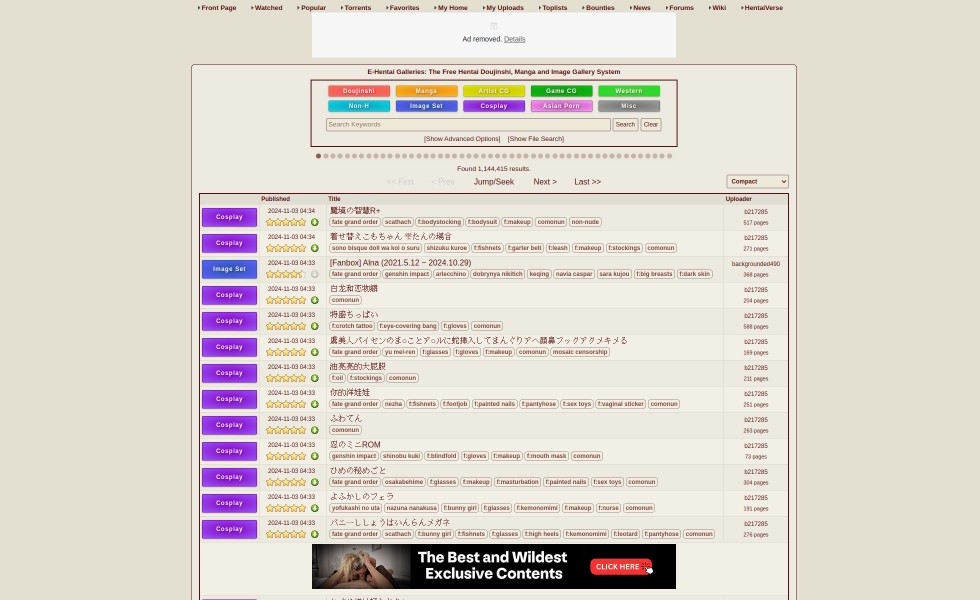 Front Page Watched Popular Torrents Favorites My Home My Uploads Toplists Bounties News Forums Wiki HentaiVerse
Ad removed. Details
E-Hentai Galleries: The Free Hentai Doujinshi, Manga and Image Gallery System
Doujinshi Manga Artist CG Game CG Western
Non-H Image Set Cosplay Asian Porn Misc
Search Keywords Search Clear
[Show Advanced Options] [Show File Search]
Found 1,144,415 results.
<< First < Prev Jump/Seek Next > Last >> Compact
Published Title Uploader
Cosplay 2024-11-03 04:34 魔境の智慧R+ b217285
fate grand order scathach f:bodystocking f:bodysuit f:makeup comonun non-nude 517 pages
Cosplay 2024-11-03 04:34 着せ替えこもちゃん 雫たんの場合 b217285
sono bisque doll wa koi o suru shizuku kuroe f:fishnets f:garter belt f:leash f:makeup f:stockings comonun 271 pages
Image Set 2024-11-03 04:33 [Fanbox] Alna (2021.5.12 ~ 2024.10.29) backgrounded490
fate grand order genshin impact arlecchino dobrynya nikitich keqing navia caspar sara kujou f:big breasts f:dark skin 368 pages
Cosplay 2024-11-03 04:33 白龙和恋物癖 b217285
comonun 204 pages
Cosplay 2024-11-03 04:33 将盛ちっぱい b217285
f:crotch tattoo f:eye-covering bang f:gloves comonun 588 pages
Cosplay 2024-11-03 04:33 虞美人パイセンのま○ことア○ルに蛇挿入してまんぐりアヘ顔鼻フックアクメキメる b217285
fate grand order yu mei-ren f:glasses f:gloves f:makeup comonun mosaic censorship 169 pages
Cosplay 2024-11-03 04:33 油亮亮的大屁股 b217285
f:oil f:stockings comonun 211 pages
Cosplay 2024-11-03 04:33 你的洋娃娃 b217285
fate grand order nezha f:fishnets f:footjob f:painted nails f:pantyhose f:sex toys f:vaginal sticker comonun 251 pages
Cosplay 2024-11-03 04:33 ふわてん b217285
comonun 263 pages
Cosplay 2024-11-03 04:33 忍のミニROM b217285
genshin impact shinobu kuki f:blindfold f:gloves f:makeup f:mouth mask comonun 73 pages
Cosplay 2024-11-03 04:33 ひめの秘めごと b217285
fate grand order osakabehime f:glasses f:makeup f:masturbation f:painted nails f:sex toys comonun 304 pages
Cosplay 2024-11-03 04:33 よふかしのフェラ b217285
yofukashi no uta nazuna nanakusa f:bunny girl f:glasses f:kemonomimi f:makeup f:nurse comonun 191 pages
Cosplay 2024-11-03 04:33 バニーししょうはいんらんメガネ b217285
fate grand order scathach f:bunny girl f:fishnets f:glasses f:high heels f:kemonomimi f:leotard f:pantyhose comonun 276 pages
The Best and Wildest
Exclusive Contents
CLICK HERE